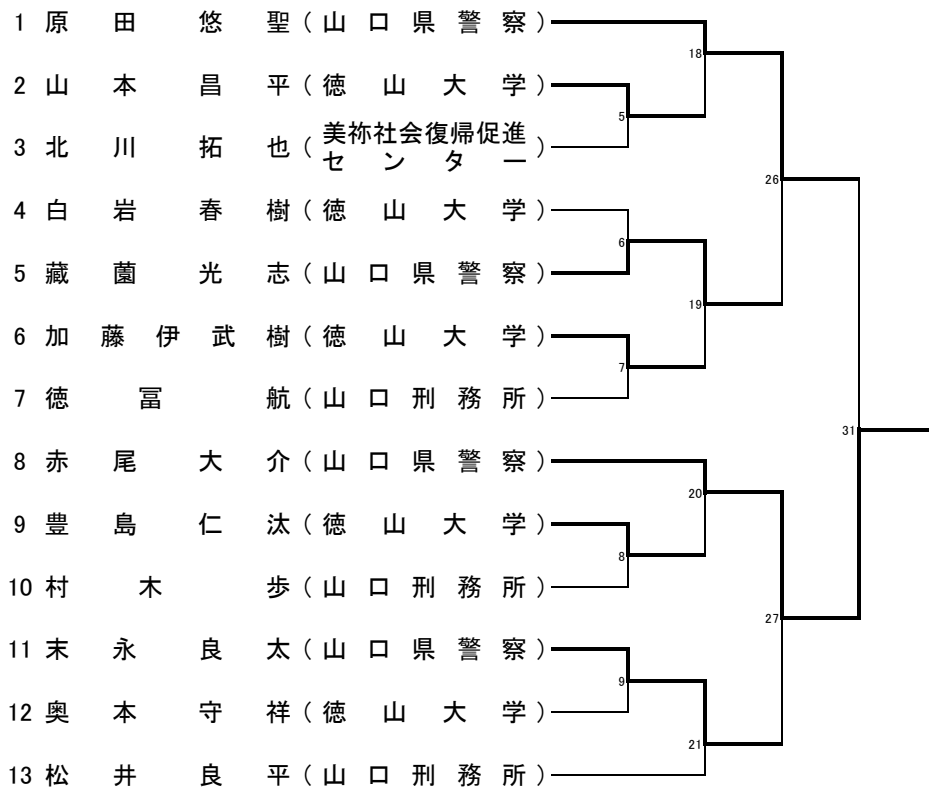 1 原田悠聖(山口県警察)
18
2 山本昌平(徳山大学)
5
3 北川拓也(美祢社会復帰促進センター)
26
4 白岩春樹(徳山大学)
6
5 藏薗光志(山口県警察)
19
6 加藤伊武樹(徳山大学)
7
7 徳冨航(山口刑務所)
31
8 赤尾大介(山口県警察)
20
9 豊島仁汰(徳山大学)
8
10 村木歩(山口刑務所)
27
11 末永良太(山口県警察)
9
12 奥本守祥(徳山大学)
21
13 松井良平(山口刑務所)